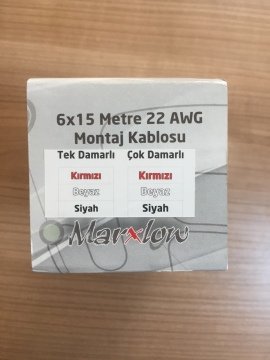 6x15 Metre 22 AWG
Montaj Kablosu
Tek Damarlı Çok Damarlı
Kırmızı Kırmızı
Beyaz Beyaz
Siyah Siyah
Marxlow